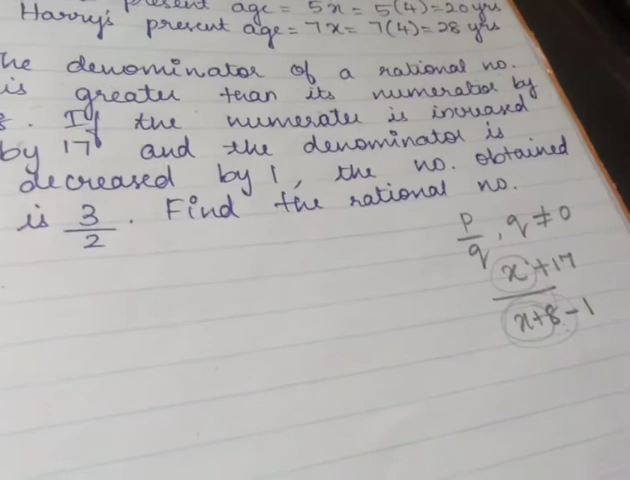 present age = 5x = 5(4) = 20 yrs
Harry's present age = 7x = 7(4) = 28 yrs
The denominator of a rational no.
is greater than its numerator by
8. If the numerater is increased
by 17 and the denominator is
decreased by 1, the no. obtained
is 3/2. Find the rational no.
p/q, q ≠ 0
x + 17
x + 8 - 1